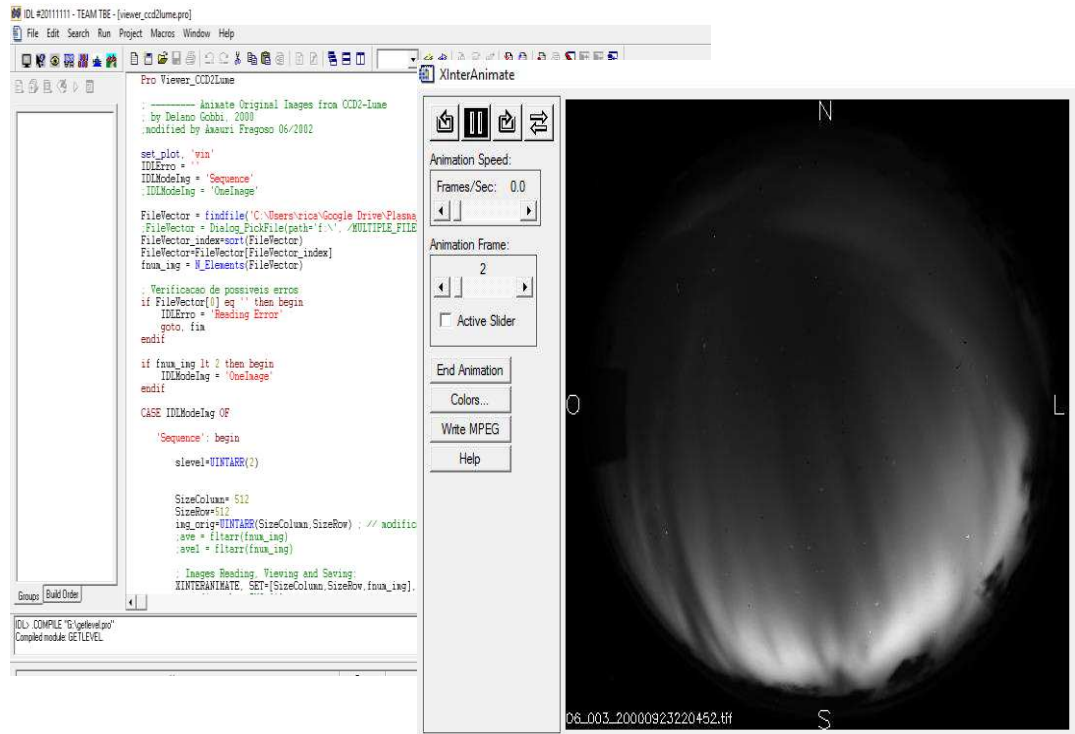 IDL #20111111 - TEAM TBE - [viewer_ccd2lume.pro]
File Edit Search Run Project Macros Window Help
Pro Viewer_CCD2Lume
; --------- Animate Original Images from CCD2-Lume
; by Delano Gobbi, 2000
;modified by Amauri Fragoso 06/2002
set_plot, 'win'
IDLErro = ''
IDLModeImg = 'Sequence'
;IDLModeImg = 'OneImage'
FileVector = findfile('C:\Users\rica\Google Drive\Plasma
;FileVector = Dialog_PickFile(path='f:\', /MULTIPLE_FILE
FileVector_index=sort(FileVector)
FileVector=FileVector[FileVector_index]
fnum_img = N_Elements(FileVector)
; Verificacao de possiveis erros
if FileVector[0] eq '' then begin
IDLErro = 'Reading Error'
goto, fim
endif
if fnum_img lt 2 then begin
IDLModeImg = 'OneImage'
endif
CASE IDLModeImg OF
'Sequence': begin
slevel=UINTARR(2)
SizeColumn= 512
SizeRow=512
img_orig=UINTARR(SizeColumn,SizeRow) ; // modific
;ave = fltarr(fnum_img)
;ave1 = fltarr(fnum_img)
; Images Reading, Viewing and Saving:
XINTERANIMATE, SET=[SizeColumn,SizeRow,fnum_img],
Groups Build Order
IDL> .COMPILE "G:\getlevel.pro"
Compiled module: GETLEVEL.
XInterAnimate
Animation Speed:
Frames/Sec: 0.0
Animation Frame:
2
Active Slider
End Animation
Colors...
Write MPEG
Help
N
O
L
06_003_20000923220452.tif
S